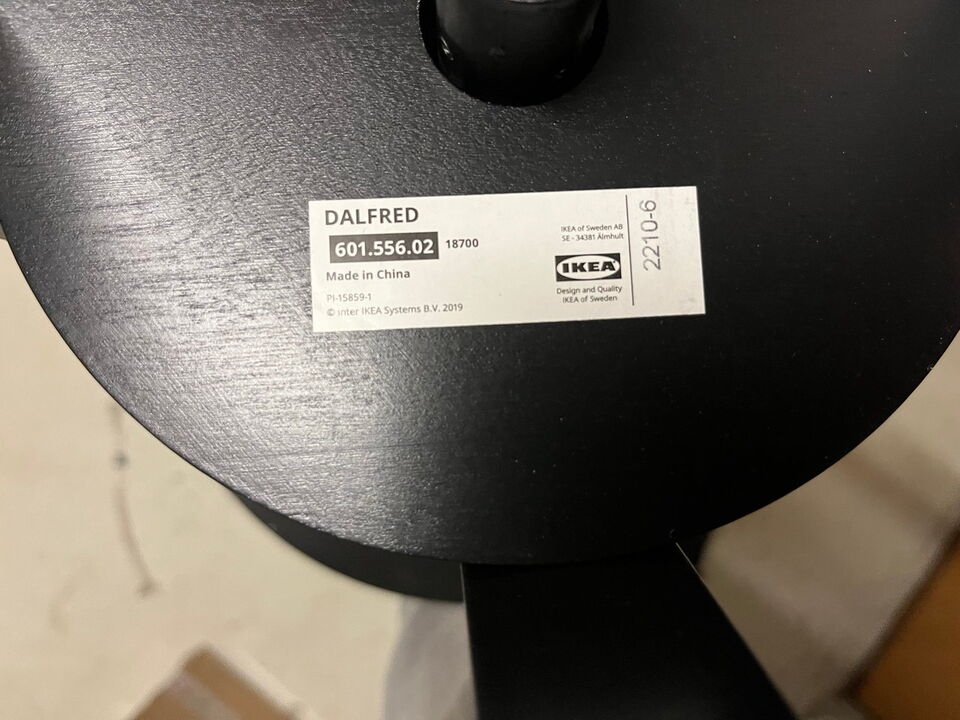 DALFRED
601.556.02 18700
Made in China
PI-15859-1
© Inter IKEA Systems B.V. 2019
IKEA of Sweden AB
SE - 34381 Älmhult
IKEA
Design and Quality
IKEA of Sweden
2210-6